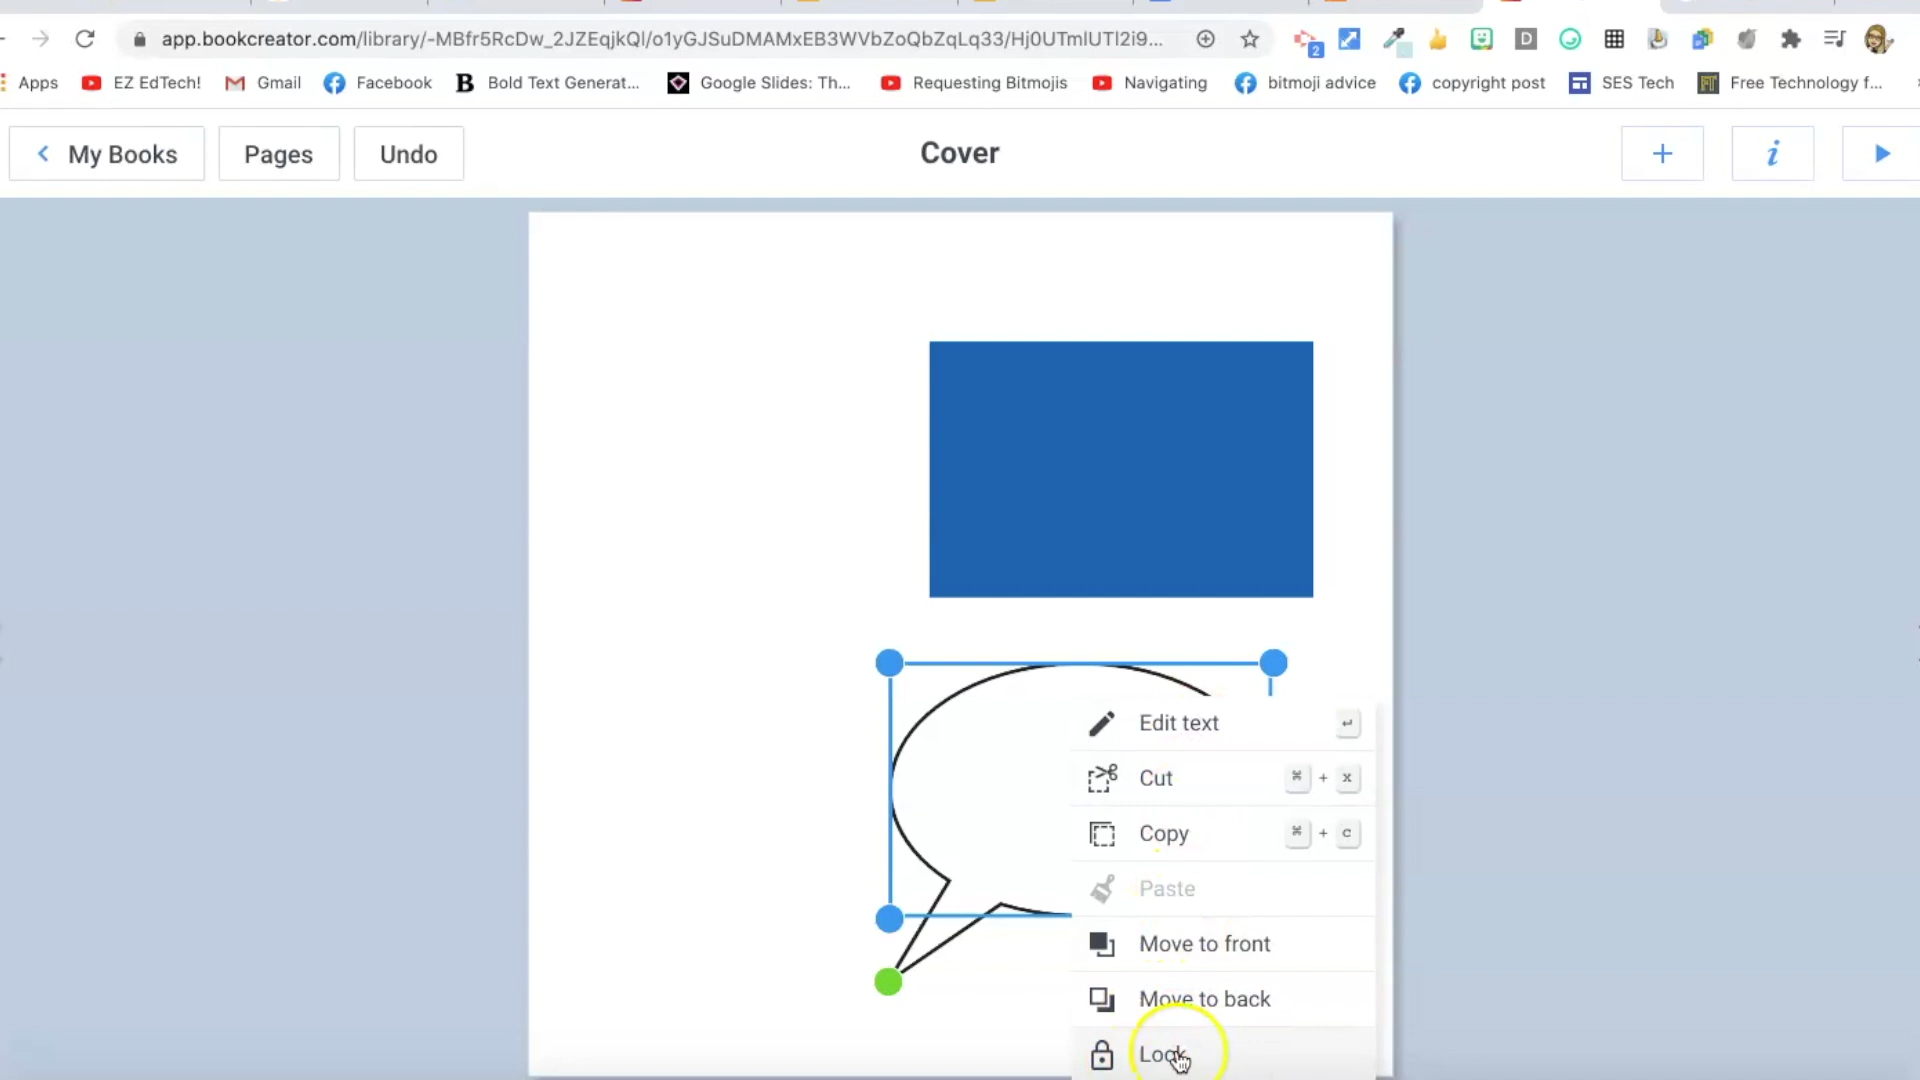 app.bookcreator.com/library/-MBfr5RcDw_2JZEqjkQl/o1yGJSuDMAMxEB3WVbZoQbZqLq33/Hj0UTmlUTl2i9...
2
D
Apps EZ EdTech! Gmail Facebook B Bold Text Generat... Google Slides: Th... Requesting Bitmojis Navigating bitmoji advice copyright post SES Tech Free Technology f...
My Books Pages Undo Cover + i
Edit text ↵
Cut ⌘ + x
Copy ⌘ + c
Paste
Move to front
Move to back
Lock